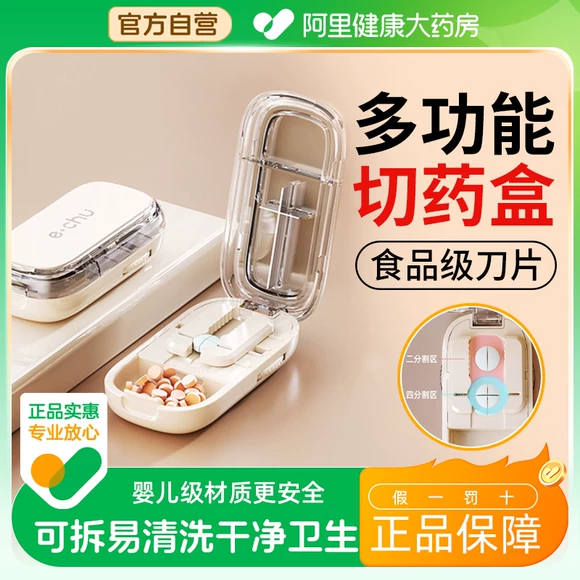 官方自营
阿里健康大药房
e·chu
多功能
切药盒
食品级刀片
二分割区
四分割区
正品实惠
专业放心
婴儿级材质更安全
可拆易清洗干净卫生
假一罚十
正品保障